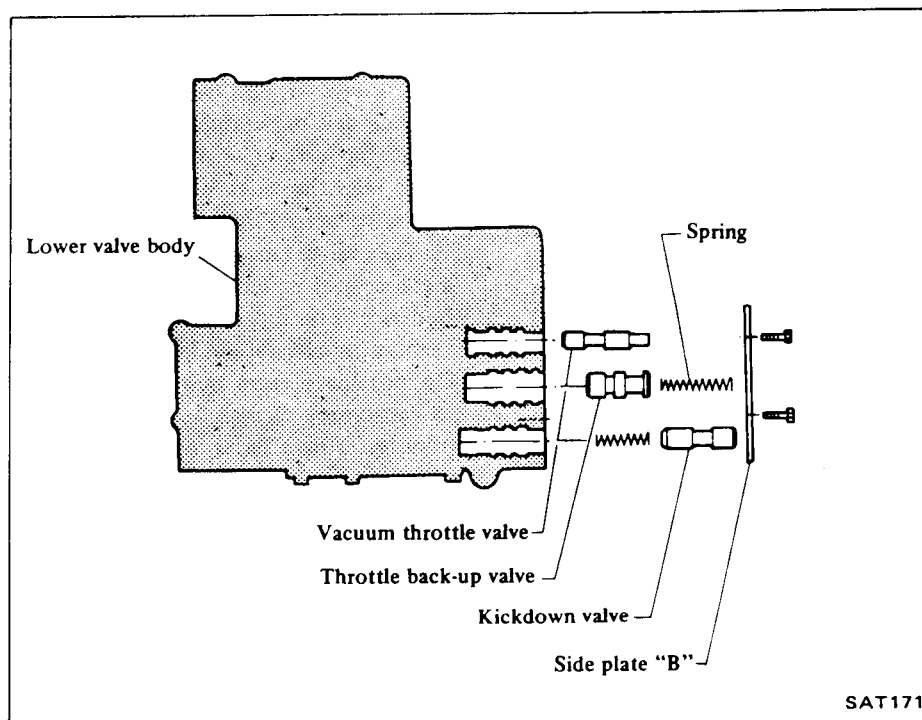 Lower valve body
Spring
Vacuum throttle valve
Throttle back-up valve
Kickdown valve
Side plate “B”
SAT171